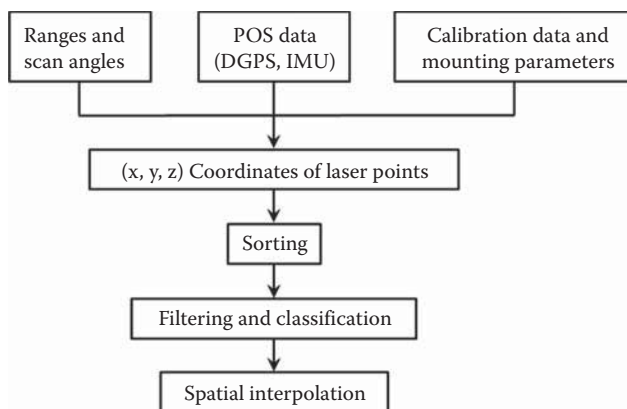 Ranges and
scan angles
POS data
(DGPS, IMU)
Calibration data and
mounting parameters
(x, y, z) Coordinates of laser points
Sorting
Filtering and classification
Spatial interpolation